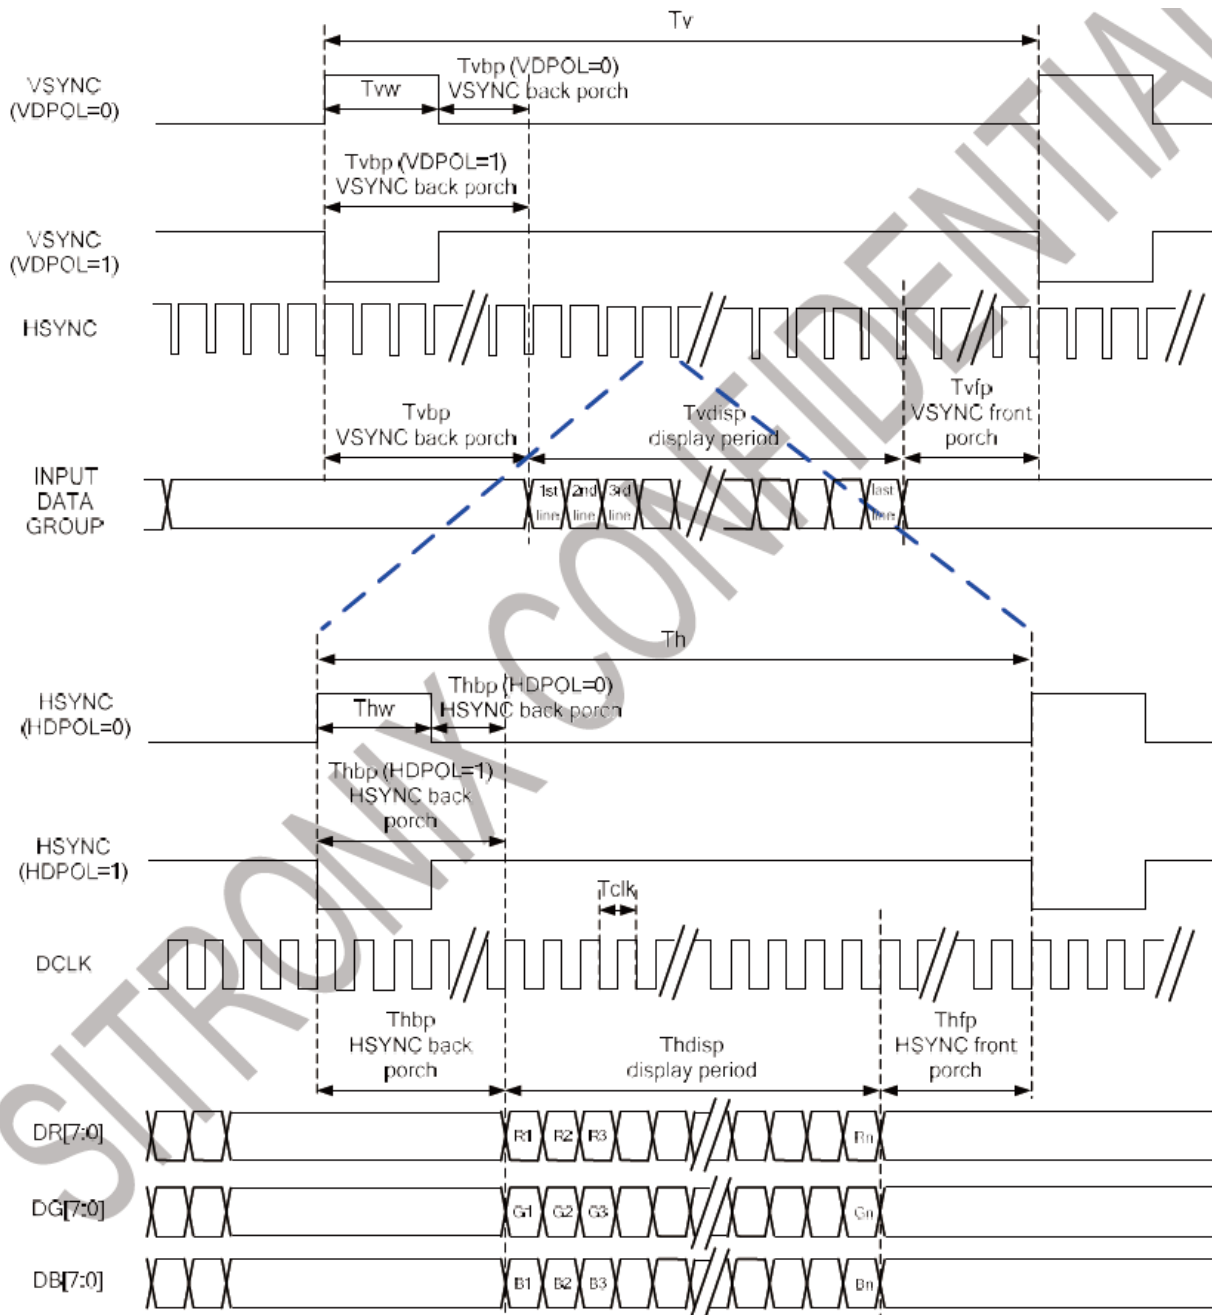 Tv
VSYNC
(VDPOL=0)
Tvw
Tvbp (VDPOL=0)
VSYNC back porch
Tvbp (VDPOL=1)
VSYNC back porch
VSYNC
(VDPOL=1)
HSYNC
Tvbp
VSYNC back porch
Tvdisp
display period
Tvfp
VSYNC front
porch
INPUT
DATA
GROUP
1st
line
2nd
line
3rd
line
last
line
Th
HSYNC
(HDPOL=0)
Thw
Thbp (HDPOL=0)
HSYNC back porch
Thbp (HDPOL=1)
HSYNC back
porch
HSYNC
(HDPOL=1)
Tclk
DCLK
Thbp
HSYNC back
porch
Thdisp
display period
Thfp
HSYNC front
porch
DR[7:0]
R1 R2 R3 Rn
DG[7:0]
G1 G2 G3 Gn
DB[7:0]
B1 B2 B3 Bn
SITRONIX CONFIDENTIAL